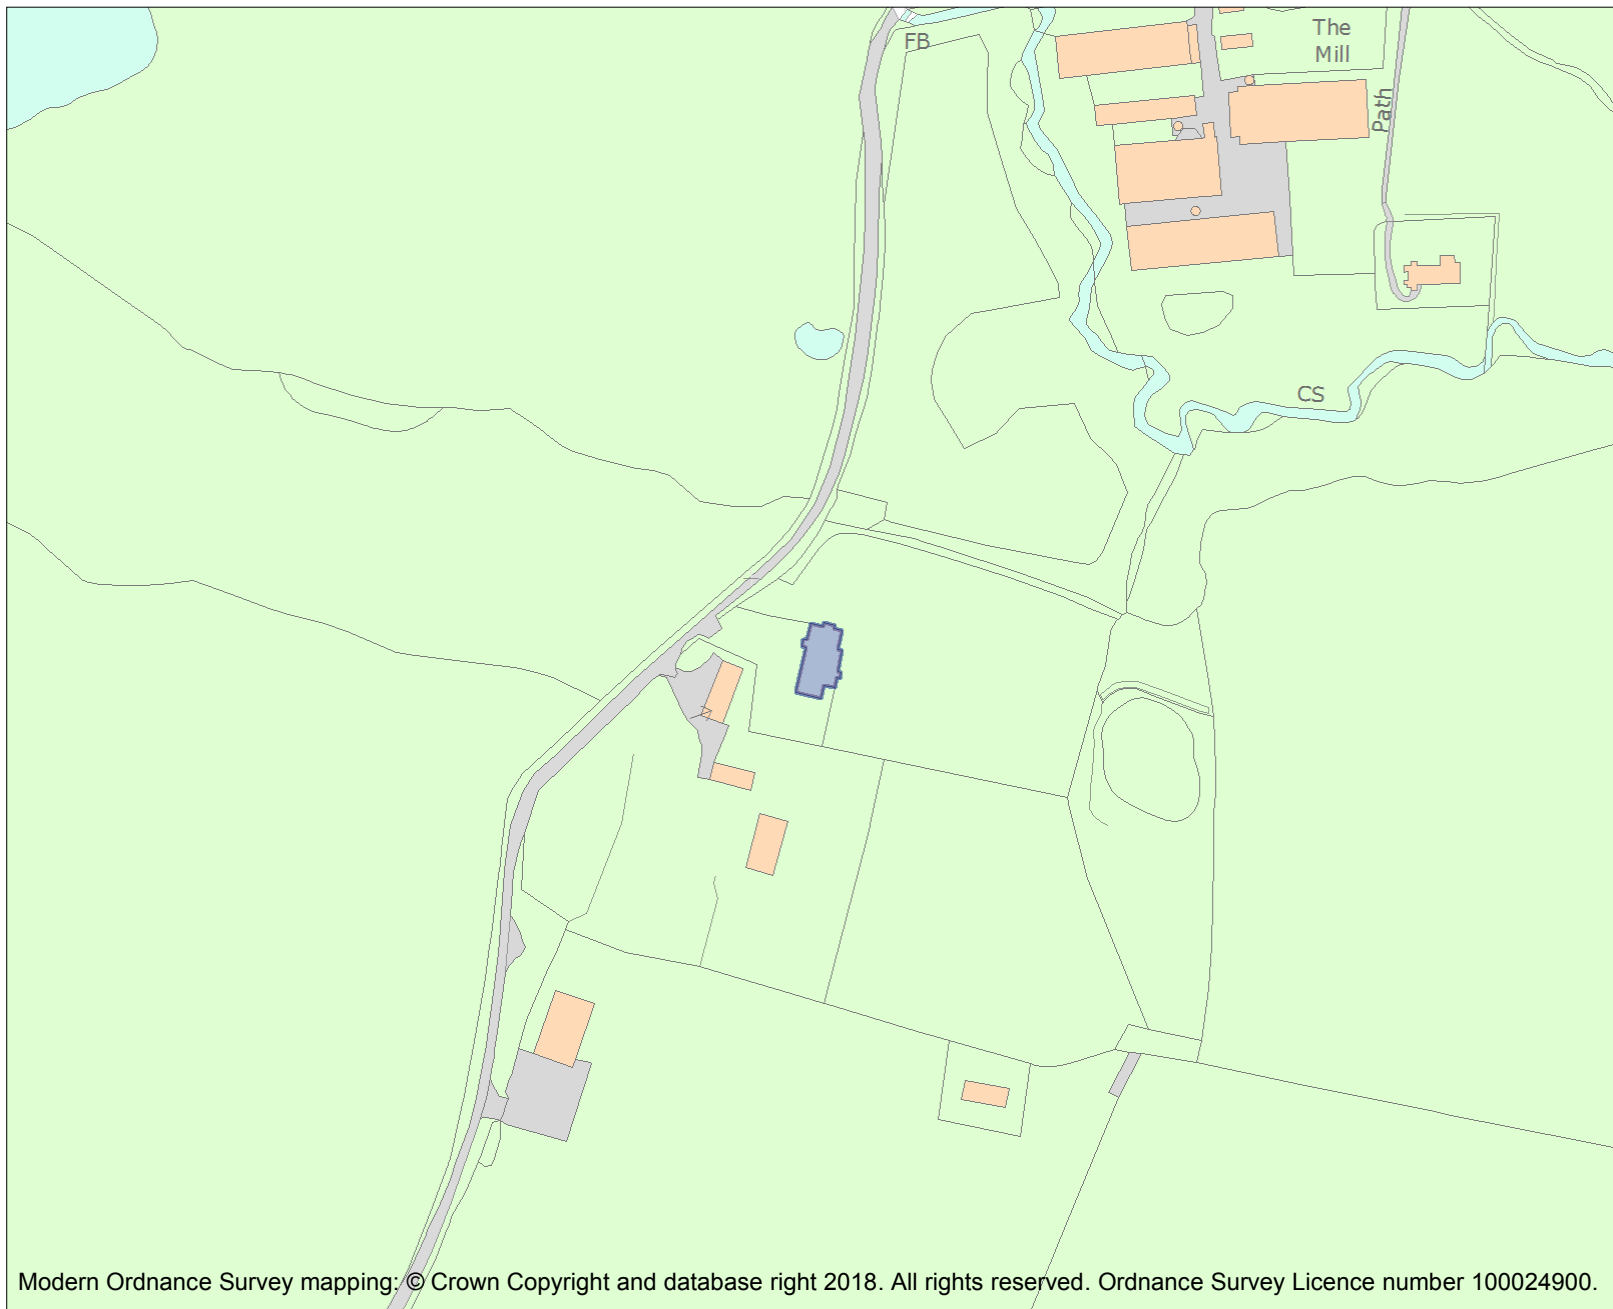 FB
The
Mill
Path
CS
Modern Ordnance Survey mapping: © Crown Copyright and database right 2018. All rights reserved. Ordnance Survey Licence number 100024900.